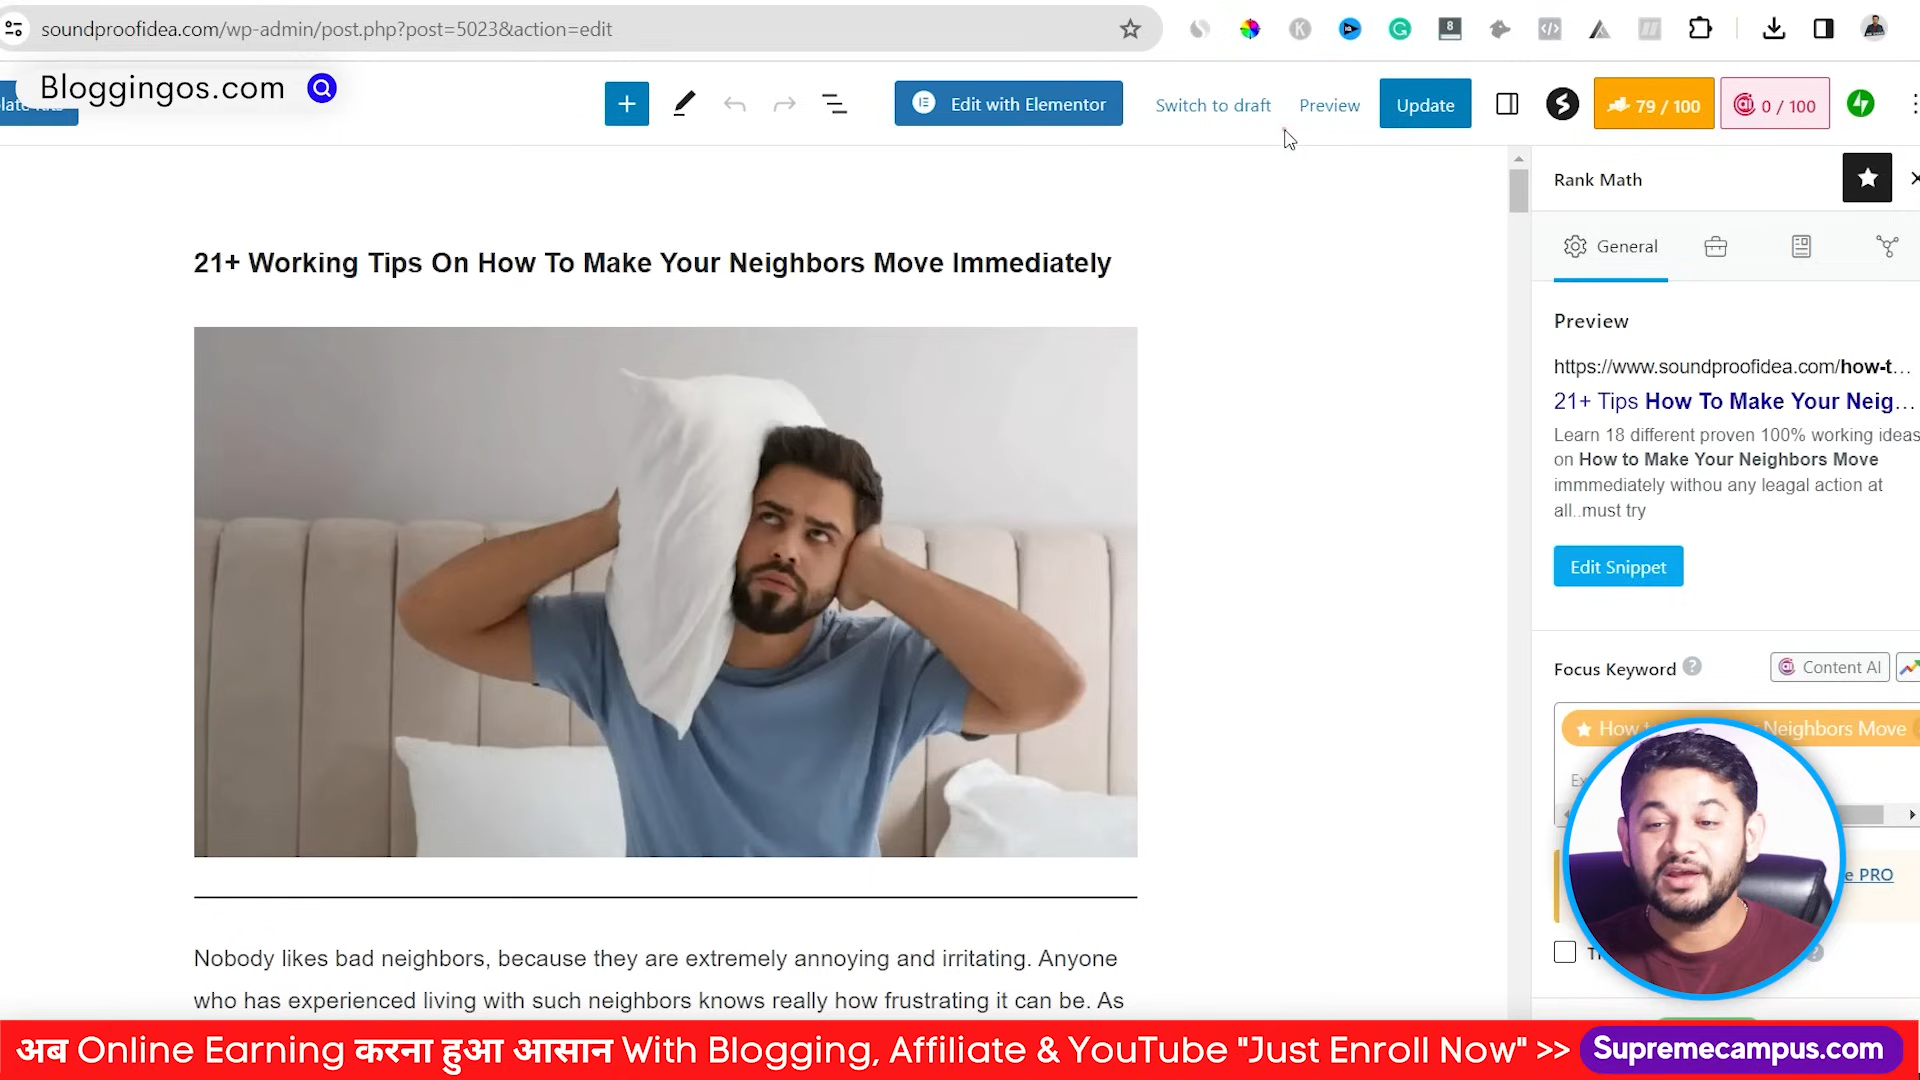 soundproofidea.com/wp-admin/post.php?post=5023&action=edit
Bloggingos.com
Edit with Elementor
Switch to draft
Preview
Update
79 / 100
0 / 100
Rank Math
General
21+ Working Tips On How To Make Your Neighbors Move Immediately
Preview
https://www.soundproofidea.com/how-t...
21+ Tips How To Make Your Neig...
Learn 18 different proven 100% working ideas
on How to Make Your Neighbors Move
immmediately withou any leagal action at
all..must try
Edit Snippet
Focus Keyword
Content AI
How
Neighbors Move
PRO
Nobody likes bad neighbors, because they are extremely annoying and irritating. Anyone
who has experienced living with such neighbors knows really how frustrating it can be. As
अब Online Earning करना हुआ आसान With Blogging, Affiliate & YouTube "Just Enroll Now" >> Supremecampus.com